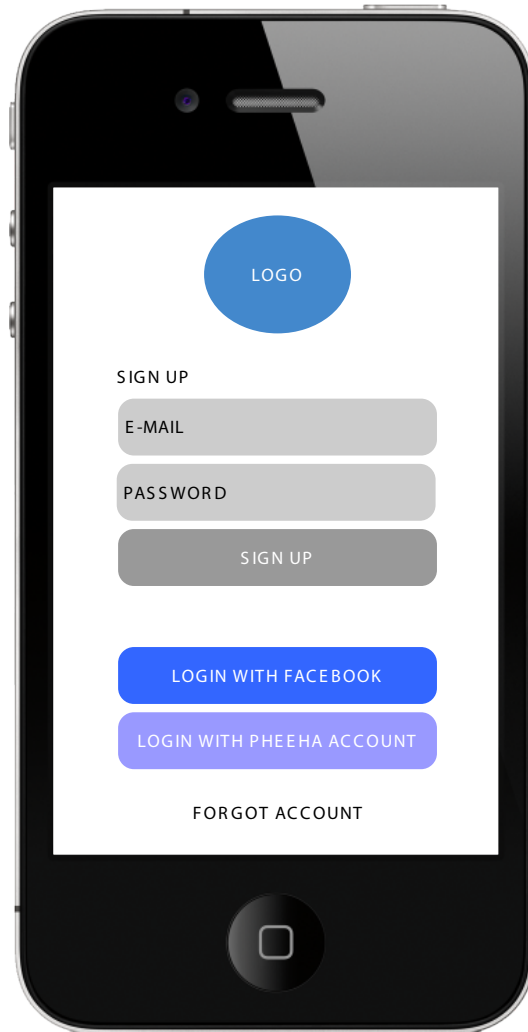 LOGO
SIGN UP
E-MAIL
PASSWORD
SIGN UP
LOGIN WITH FACEBOOK
LOGIN WITH PHEEHA ACCOUNT
FORGOT ACCOUNT